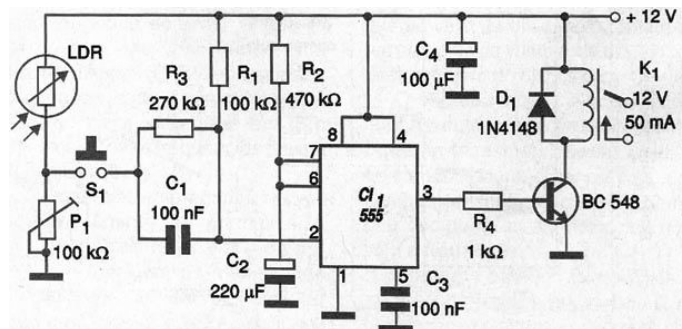 + 12 V
LDR
R3
270 kΩ
R1
100 kΩ
R2
470 kΩ
C4
100 µF
D1
1N4148
K1
12 V
50 mA
S1
P1
100 kΩ
C1
100 nF
C2
220 µF
8
4
7
6
2
1
5
3
CI1
555
R4
1 kΩ
BC 548
C3
100 nF